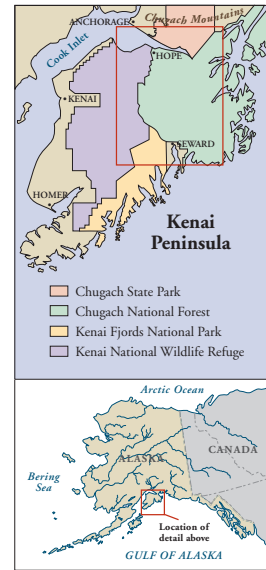 ANCHORAGE
Chugach Mountains
Cook Inlet
HOPE
KENAI
SEWARD
HOMER
Kenai
Peninsula
Chugach State Park
Chugach National Forest
Kenai Fjords National Park
Kenai National Wildlife Refuge
Arctic Ocean
ALASKA
CANADA
Bering
Sea
Location of
detail above
GULF OF ALASKA